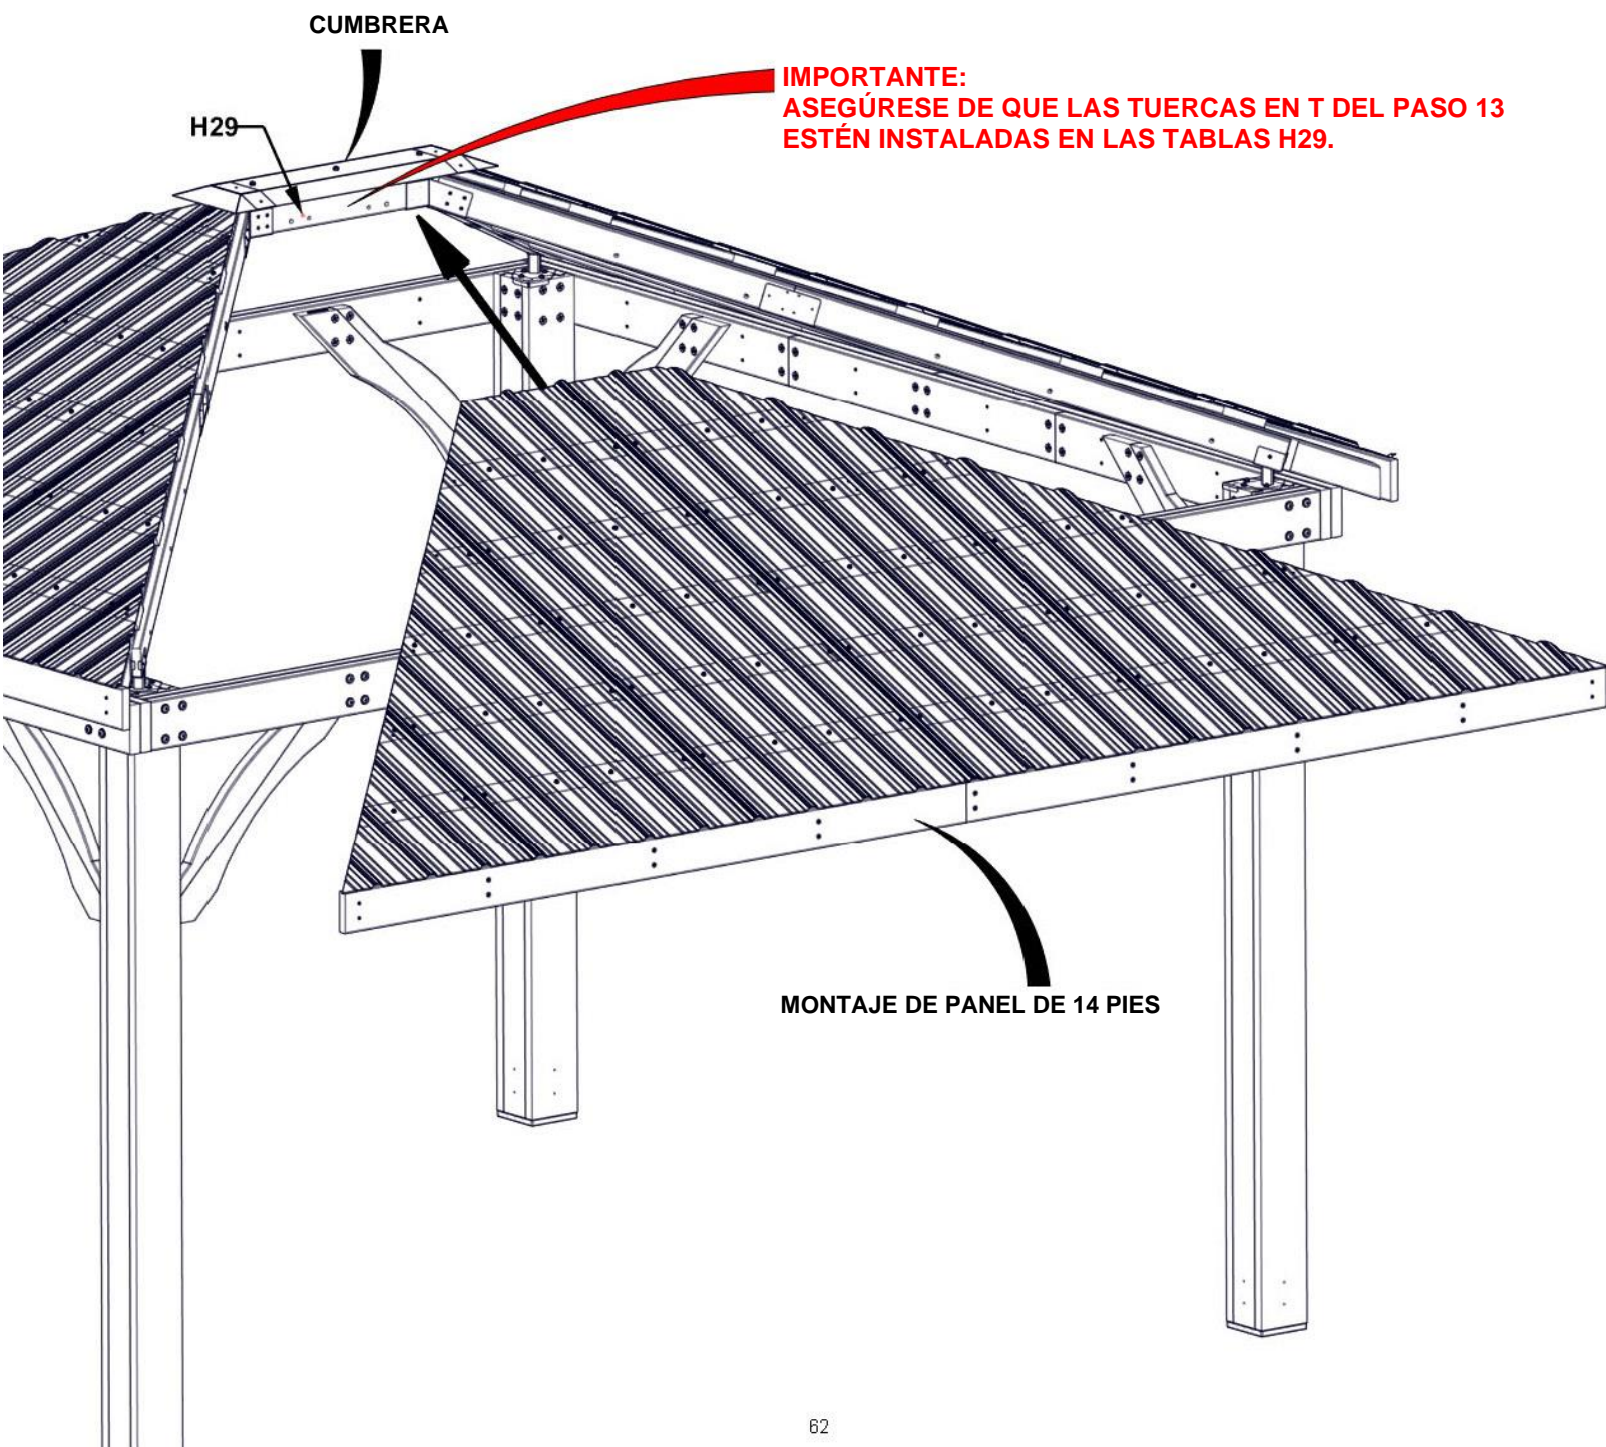 CUMBRERA
IMPORTANTE:
ASEGÚRESE DE QUE LAS TUERCAS EN T DEL PASO 13
ESTÉN INSTALADAS EN LAS TABLAS H29.
H29
MONTAJE DE PANEL DE 14 PIES
62